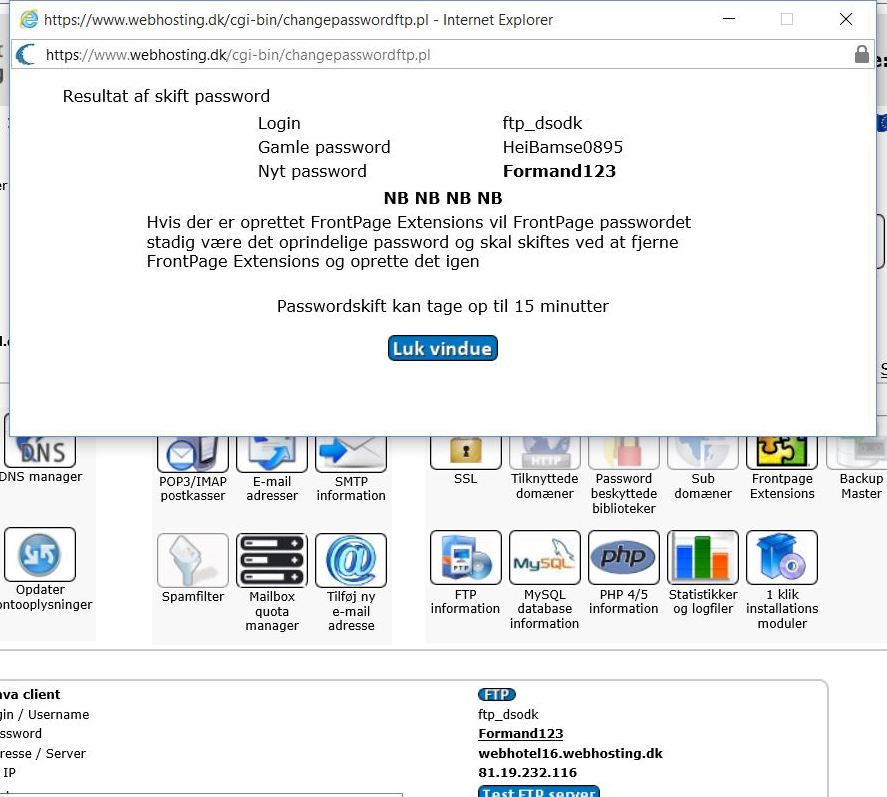 https://www.webhosting.dk/cgi-bin/changepasswordftp.pl - Internet Explorer
https://www.webhosting.dk/cgi-bin/changepasswordftp.pl
Resultat af skift password
Login ftp_dsodk
Gamle password HeiBamse0895
Nyt password Formand123
NB NB NB NB
Hvis der er oprettet FrontPage Extensions vil FrontPage passwordet
stadig være det oprindelige password og skal skiftes ved at fjerne
FrontPage Extensions og oprette det igen
Passwordskift kan tage op til 15 minutter
Luk vindue
DNS
DNS manager
POP3/IMAP
postkasser
E-mail
adresser
SMTP
information
SSL
HTTP
Tilknyttede
domæner
Password
beskyttede
biblioteker
Sub
domæner
Frontpage
Extensions
Backup
Master
Opdater
ontooplysninger
Spamfilter
Mailbox
quota
manager
Tilføj ny
e-mail
adresse
FTP
FTP
information
MySQL
MySQL
database
information
php
PHP 4/5
information
Statistikker
og logfiler
1 klik
installations
moduler
ava client FTP
gin / Username ftp_dsodk
ssword Formand123
resse / Server webhotel16.webhosting.dk
IP 81.19.232.116
Test FTP server